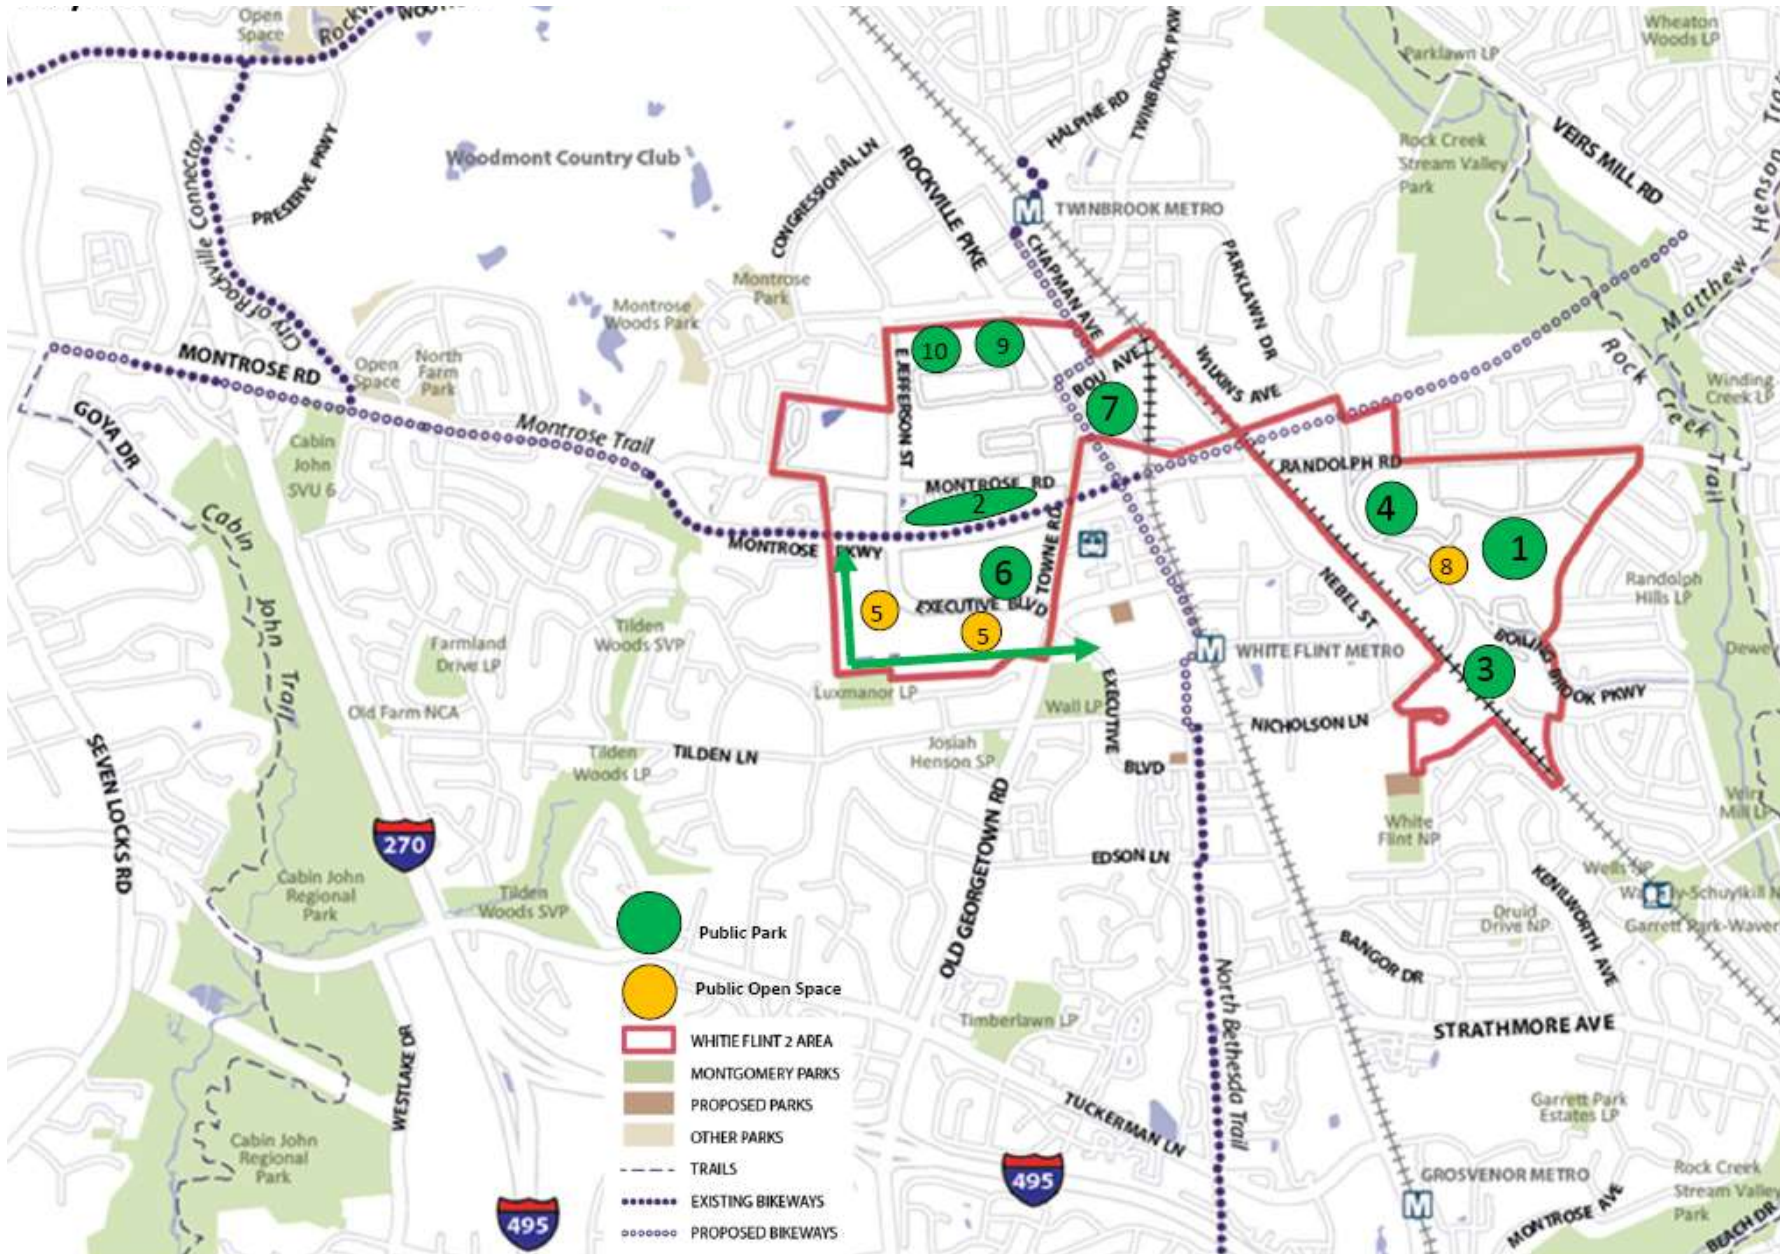 Open
Space
Woodmont Country Club
HALPINE RD
TWINBROOK PKWY
Parklawn LP
Wheaton
Woods LP
Rock Creek
Stream Valley
Park
VEIRS MILL RD
Matthew
Henson
PRESERVE PKWY
City of Rockville Connector
CONGRESSIONAL LN
ROCKVILLE PIKE
M
TWINBROOK METRO
CHAPMAN AVE
PARKLAWN DR
Montrose
Park
Montrose
Woods Park
10
9
E JEFFERSON ST
BOU AVE
WILKINS AVE
7
MONTROSE RD
Open
Space
North
Farm
Park
GOYA DR
Montrose Trail
Cabin
John
SVU 6
Rock Creek
Trail
Winding
Creek LP
RANDOLPH RD
MONTROSE RD
2
4
1
8
MONTROSE PKWY
TOWNE RD
6
5
EXECUTIVE BLVD
5
NEBEL ST
Randolph
Hills LP
BOILING BROOK PKWY
3
Cabin
John
Trail
Farmland
Drive LP
Tilden
Woods SVP
M
WHITE FLINT METRO
Luxmanor LP
Wall LP
EXECUTIVE
BLVD
NICHOLSON LN
Old Farm NCA
Tilden
Woods LP
TILDEN LN
Josiah
Henson SP
SEVEN LOCKS RD
270
OLD GEORGETOWN RD
White
Flint NP
EDSON LN
Cabin John
Regional
Park
Tilden
Woods SVP
KENILWORTH AVE
Druid
Drive NP
BANGOR DR
North Bethesda Trail
STRATHMORE AVE
Timberlawn LP
Public Park
Public Open Space
WHITIE FLINT 2 AREA
MONTGOMERY PARKS
PROPOSED PARKS
OTHER PARKS
TRAILS
EXISTING BIKEWAYS
PROPOSED BIKEWAYS
WESTLAKE DR
Cabin John
Regional
Park
495
495
TUCKERMAN LN
Garrett Park
Estates LP
GROSVENOR METRO
M
MONTROSE AVE
Rock Creek
Stream Valley
Park
BEACH DR